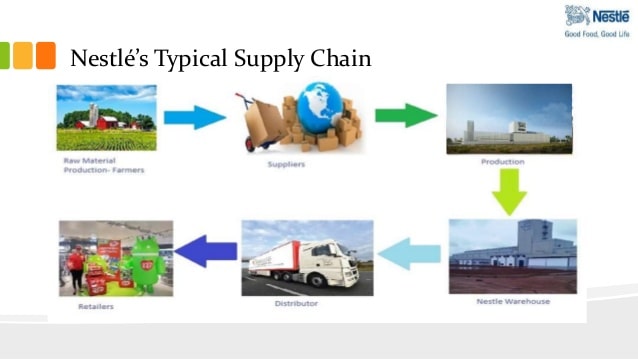 Nestlé
Good Food, Good Life
Nestlé's Typical Supply Chain
Raw Material
Production- Farmers
Suppliers
Production
Nestle Warehouse
Distributor
Retailers